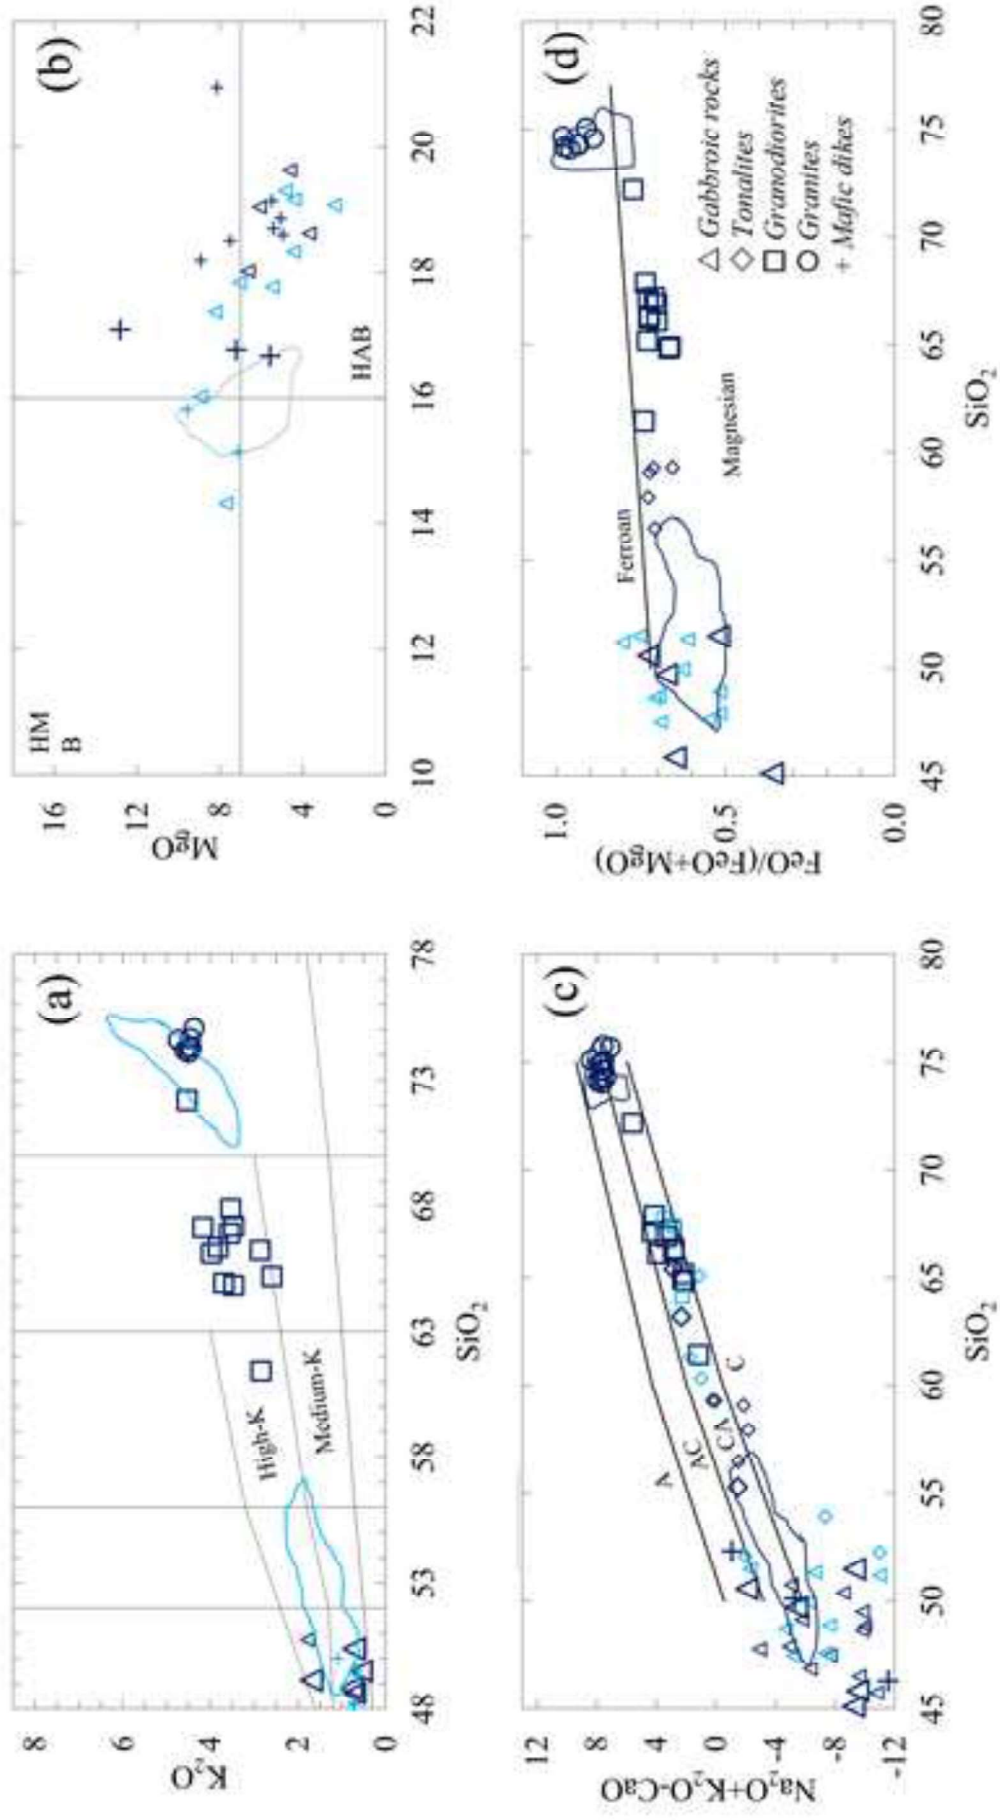 (a)
8
6
4
2
0
K₂O
High-K
Medium-K
48
53
58
63
68
73
78
SiO₂
(b)
HM
B
HAB
16
12
8
4
0
MgO
10
12
14
16
18
20
22
(c)
12
8
4
0
-4
-8
-12
Na₂O+K₂O-CaO
A
AC
CA
C
45
50
55
60
65
70
75
80
SiO₂
(d)
1.0
0.5
0.0
FeO/(FeO+MgO)
Ferroan
Magnesian
Gabbroic rocks
Tonalites
Granodiorites
Granites
Mafic dikes
45
50
55
60
65
70
75
80
SiO₂